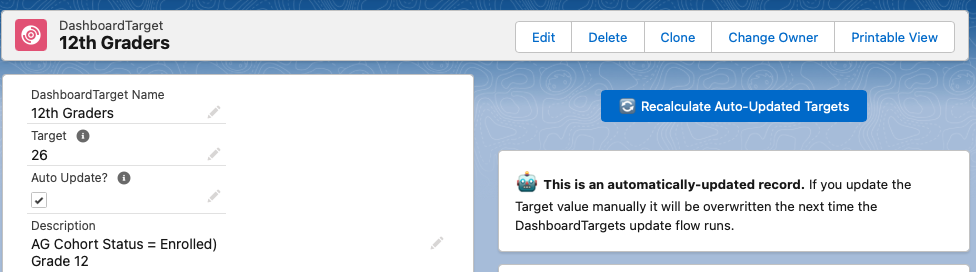 DashboardTarget
12th Graders
Edit
Delete
Clone
Change Owner
Printable View
DashboardTarget Name
12th Graders
Target
26
Auto Update?
Description
AG Cohort Status = Enrolled)
Grade 12
Recalculate Auto-Updated Targets
This is an automatically-updated record. If you update the
Target value manually it will be overwritten the next time the
DashboardTargets update flow runs.